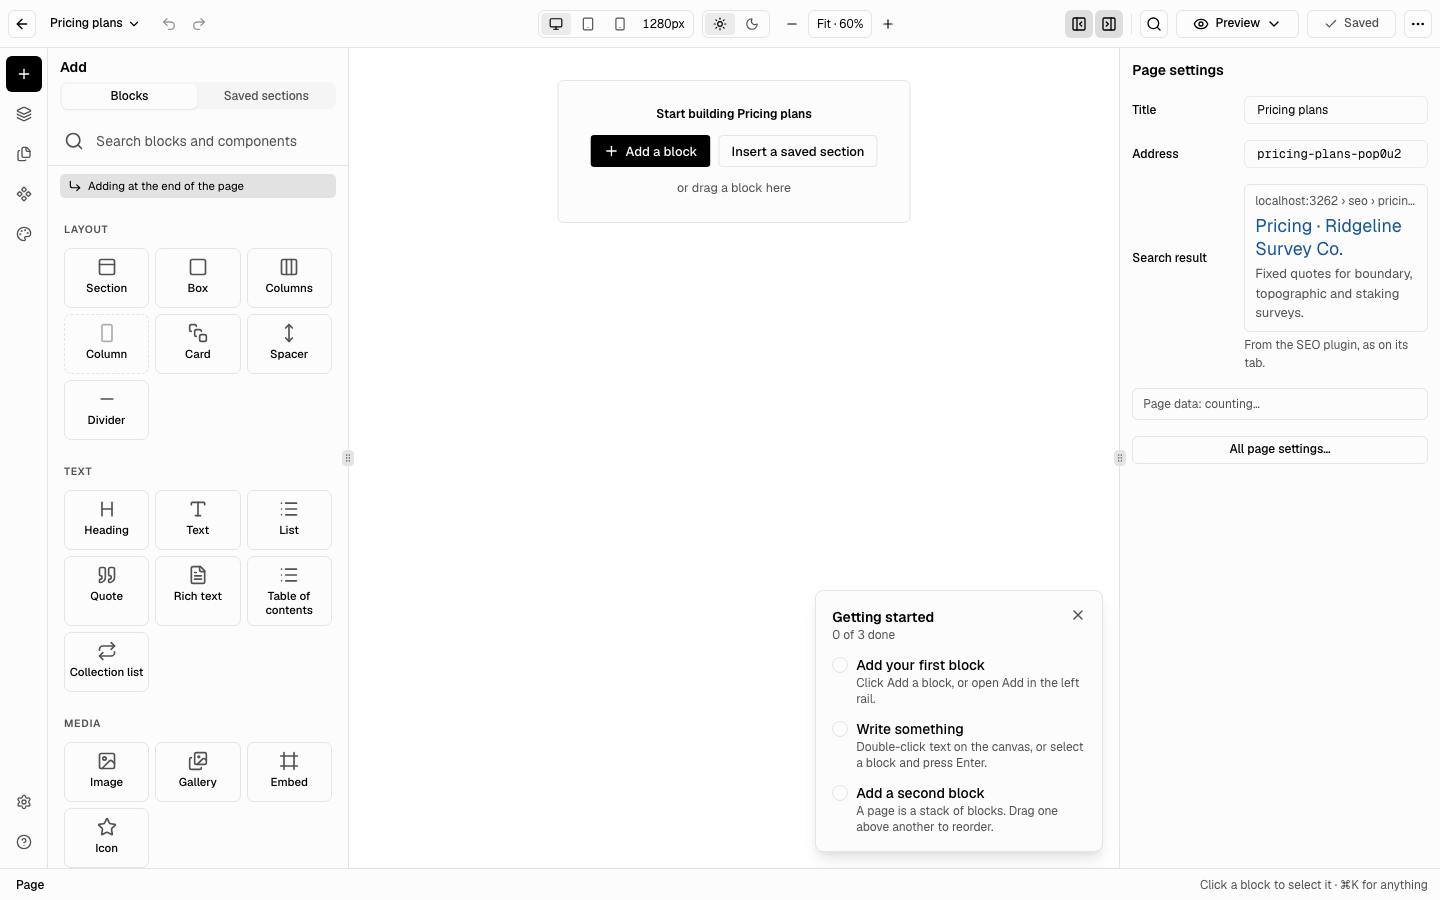 Pricing plans
1280px
Fit · 60%
Preview
Saved
Add
Blocks
Saved sections
Search blocks and components
Adding at the end of the page
LAYOUT
Section
Box
Columns
Column
Card
Spacer
Divider
TEXT
Heading
Text
List
Quote
Rich text
Table of
contents
Collection list
MEDIA
Image
Gallery
Embed
Icon
Start building Pricing plans
Add a block
Insert a saved section
or drag a block here
Getting started
0 of 3 done
Add your first block
Click Add a block, or open Add in the left
rail.
Write something
Double-click text on the canvas, or select
a block and press Enter.
Add a second block
A page is a stack of blocks. Drag one
above another to reorder.
Page settings
Title
Pricing plans
Address
pricing-plans-pop0u2
Search result
localhost:3262 › seo › pricin...
Pricing · Ridgeline
Survey Co.
Fixed quotes for boundary,
topographic and staking
surveys.
From the SEO plugin, as on its
tab.
Page data: counting...
All page settings...
Page
Click a block to select it · ⌘K for anything